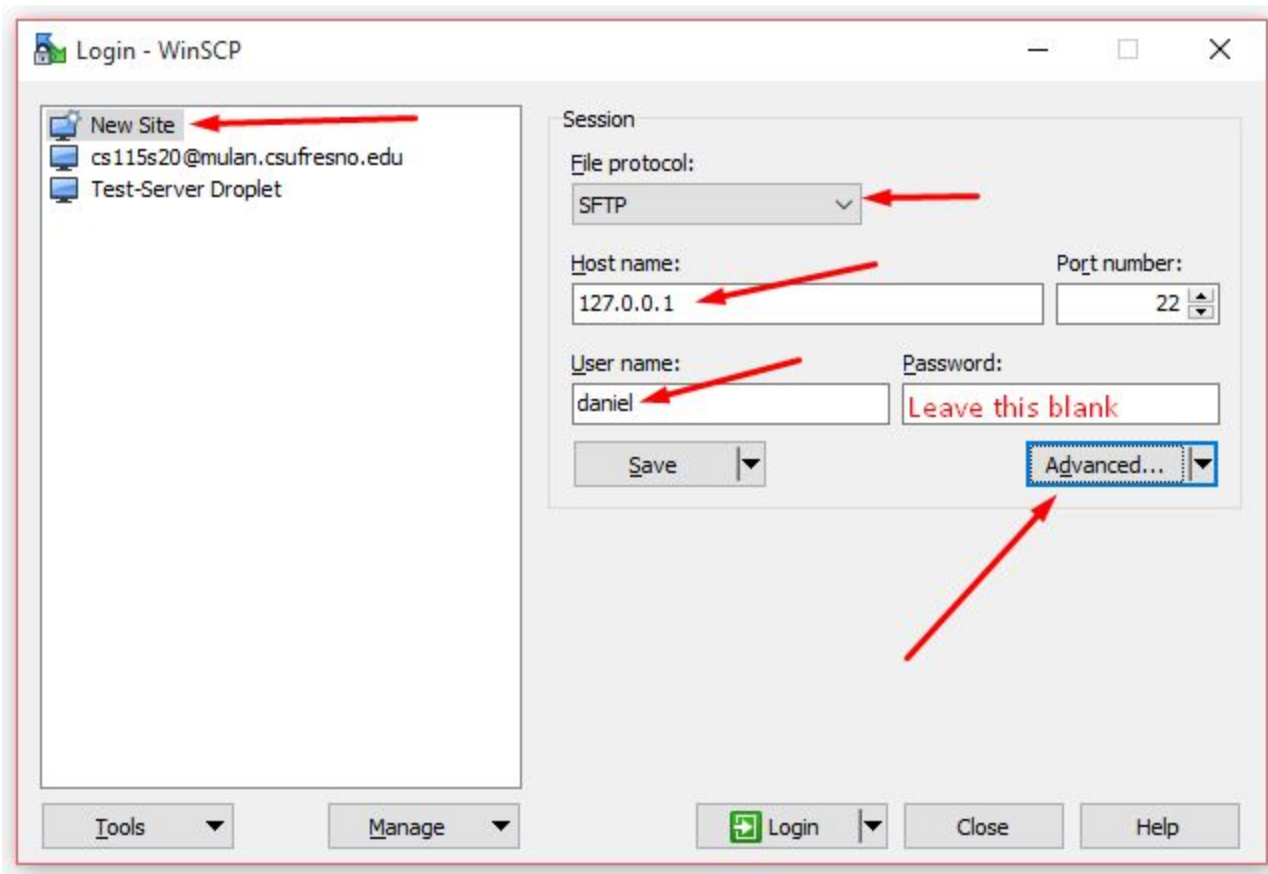 Login - WinSCP
New Site
cs115s20@mulan.csufresno.edu
Test-Server Droplet
Session
File protocol:
SFTP
Host name:
Port number:
127.0.0.1
22
User name:
Password:
daniel
Leave this blank
Save
Advanced...
Tools
Manage
Login
Close
Help